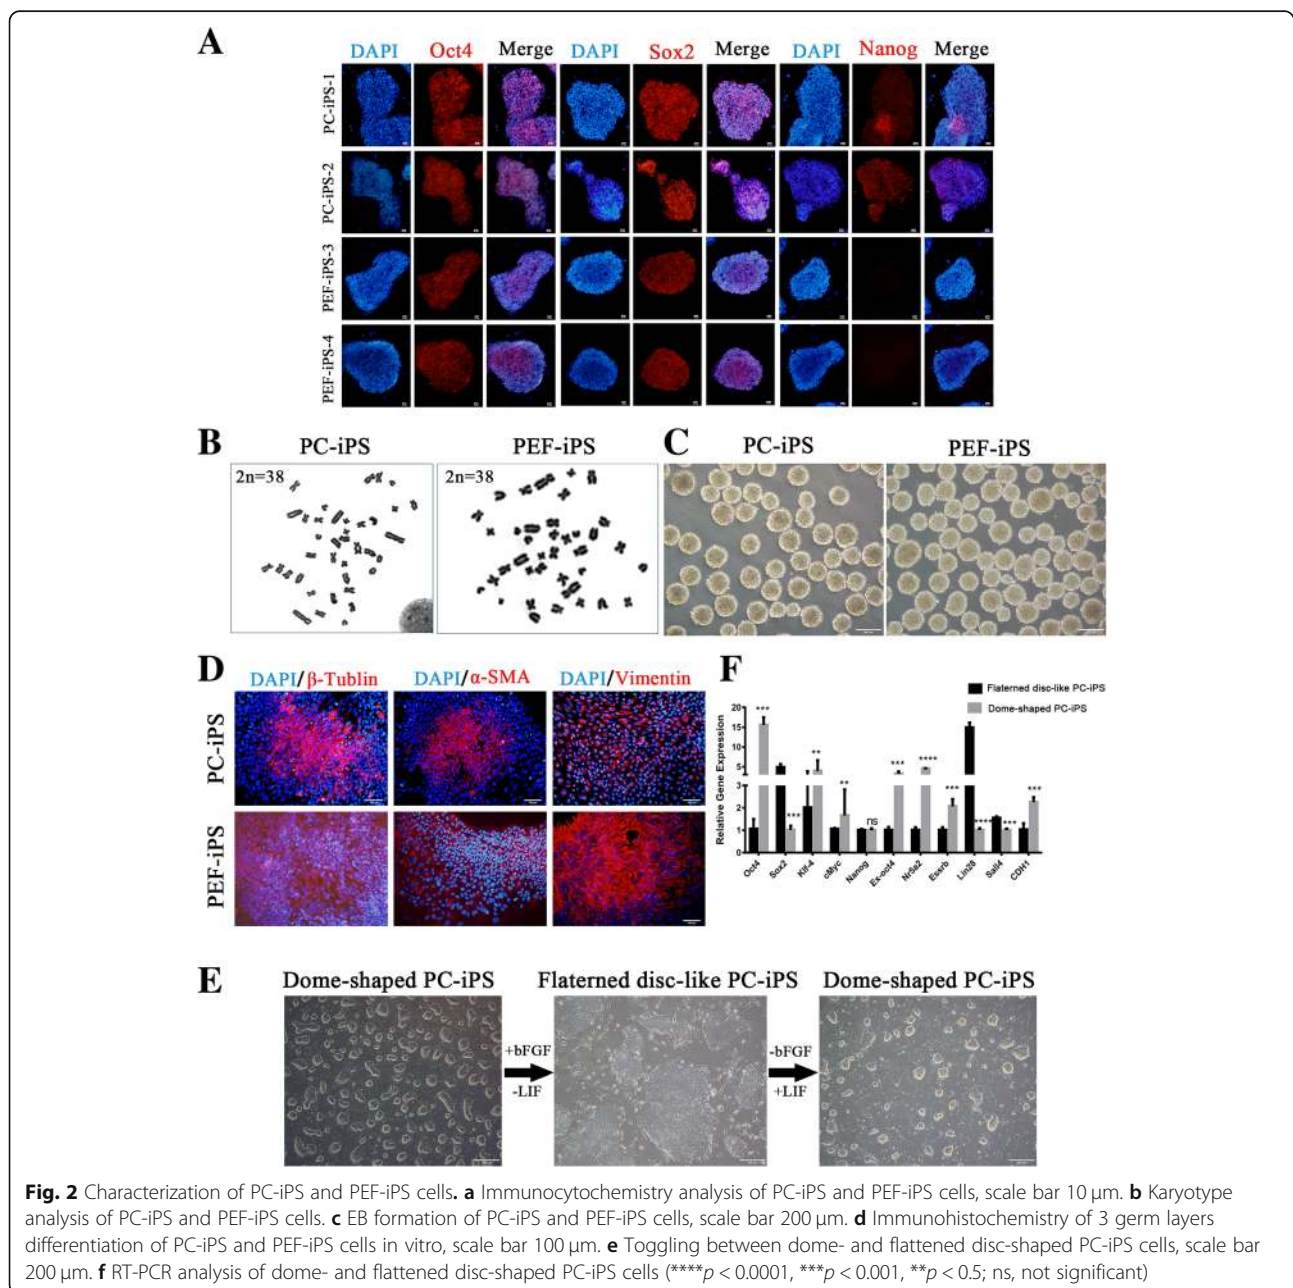 A
DAPI Oct4 Merge DAPI Sox2 Merge DAPI Nanog Merge
PC-iPS-1
PC-iPS-2
PEF-iPS-3
PEF-iPS-4
B
PC-iPS PEF-iPS
2n=38 2n=38
C
PC-iPS PEF-iPS
D
DAPI/β-Tublin DAPI/α-SMA DAPI/Vimentin
PC-iPS
PEF-iPS
F
Flaterned disc-like PC-iPS
Dome-shaped PC-iPS
Relative Gene Expression
20
15
10
5
2
1
0
*** *** ** ** ns *** **** *** **** *** ***
Oct4 Sox2 Klf-4 cMyc Nanog Ex-oct4 Nr5a2 Essrb Lin28 Sall4 CDH1
E
Dome-shaped PC-iPS Flaterned disc-like PC-iPS Dome-shaped PC-iPS
+bFGF
-LIF
-bFGF
+LIF
Fig. 2 Characterization of PC-iPS and PEF-iPS cells. a Immunocytochemistry analysis of PC-iPS and PEF-iPS cells, scale bar 10 μm. b Karyotype
analysis of PC-iPS and PEF-iPS cells. c EB formation of PC-iPS and PEF-iPS cells, scale bar 200 μm. d Immunohistochemistry of 3 germ layers
differentiation of PC-iPS and PEF-iPS cells in vitro, scale bar 100 μm. e Toggling between dome- and flattened disc-shaped PC-iPS cells, scale bar
200 μm. f RT-PCR analysis of dome- and flattened disc-shaped PC-iPS cells (****p < 0.0001, ***p < 0.001, **p < 0.5; ns, not significant)